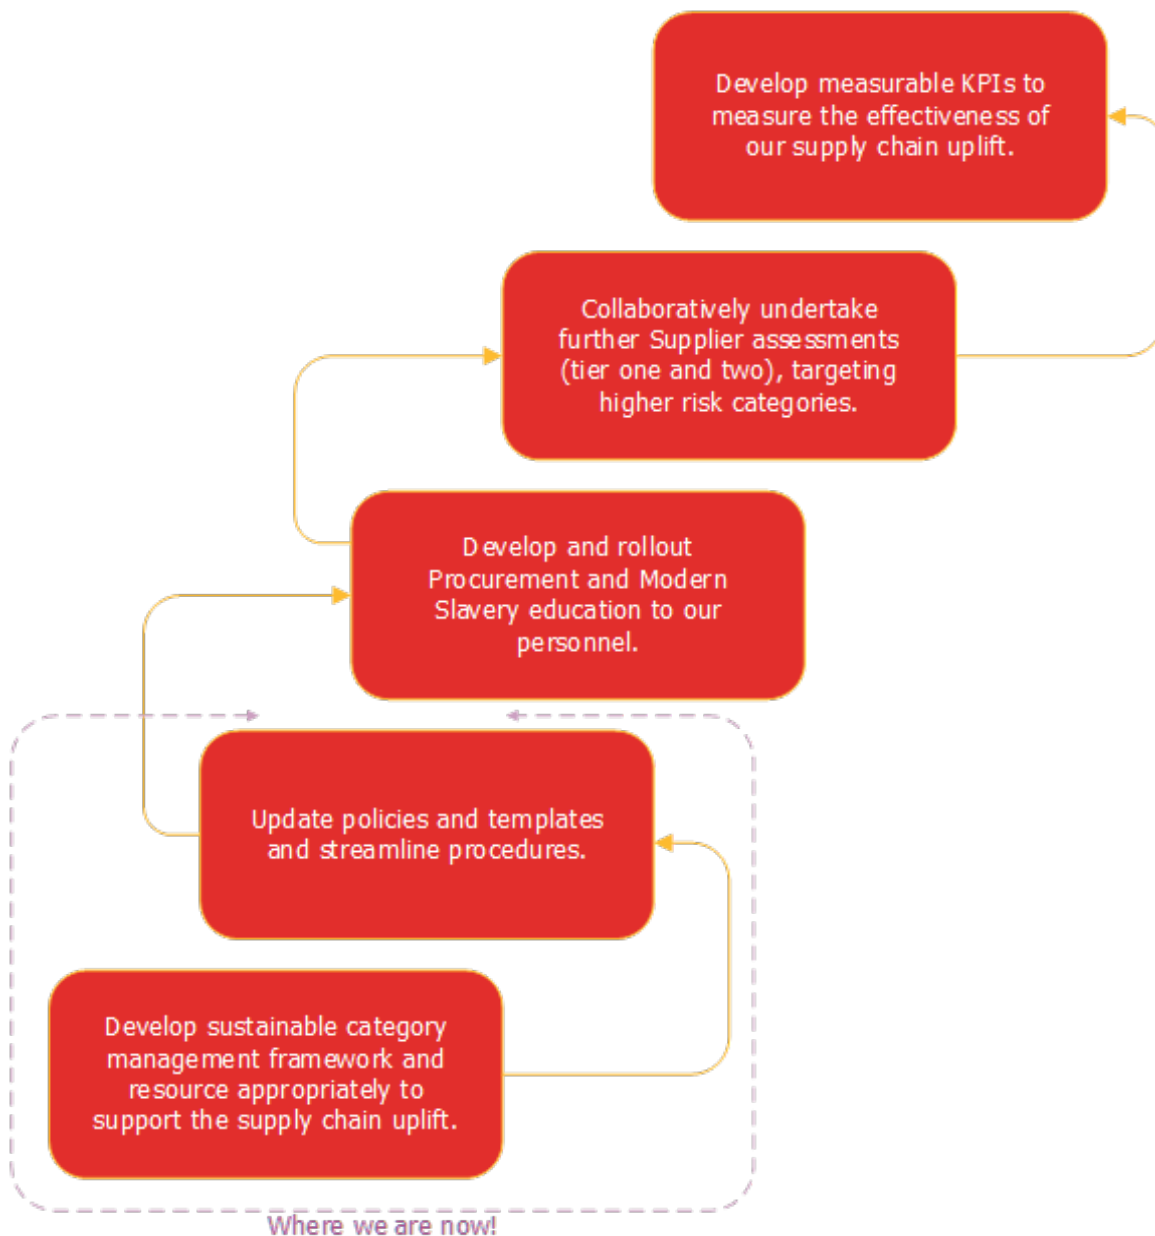 Develop measurable KPIs to
measure the effectiveness of
our supply chain uplift.
Collaboratively undertake
further Supplier assessments
(tier one and two), targeting
higher risk categories.
Develop and rollout
Procurement and Modern
Slavery education to our
personnel.
Update policies and templates
and streamline procedures.
Develop sustainable category
management framework and
resource appropriately to
support the supply chain uplift.
Where we are now!